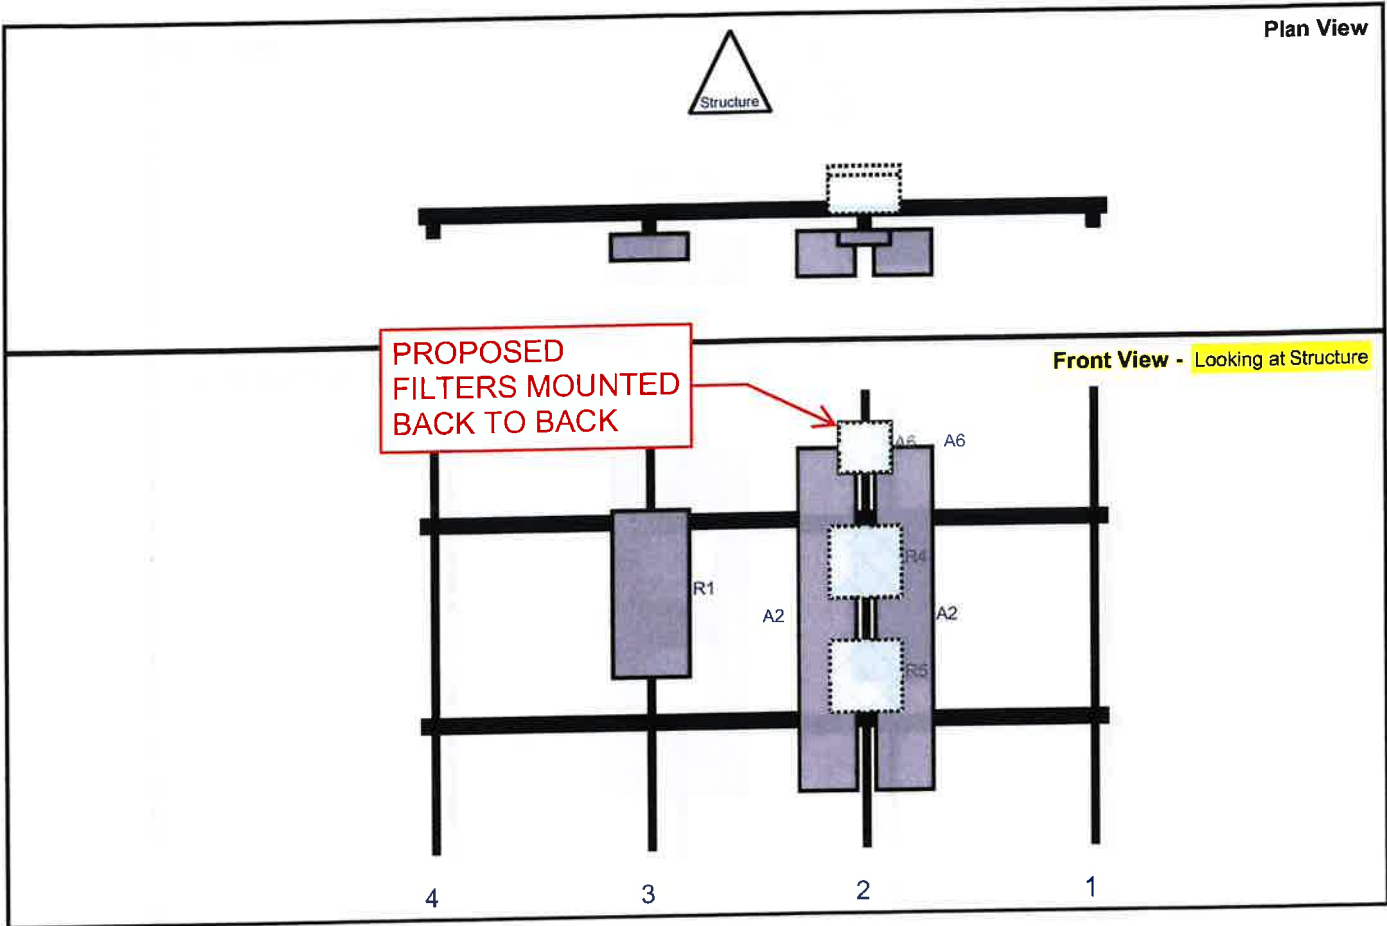 Plan View
Structure
PROPOSED
FILTERS MOUNTED
BACK TO BACK
Front View - Looking at Structure
A6 A6
R4
R1
A2 A2
R5
4 3 2 1